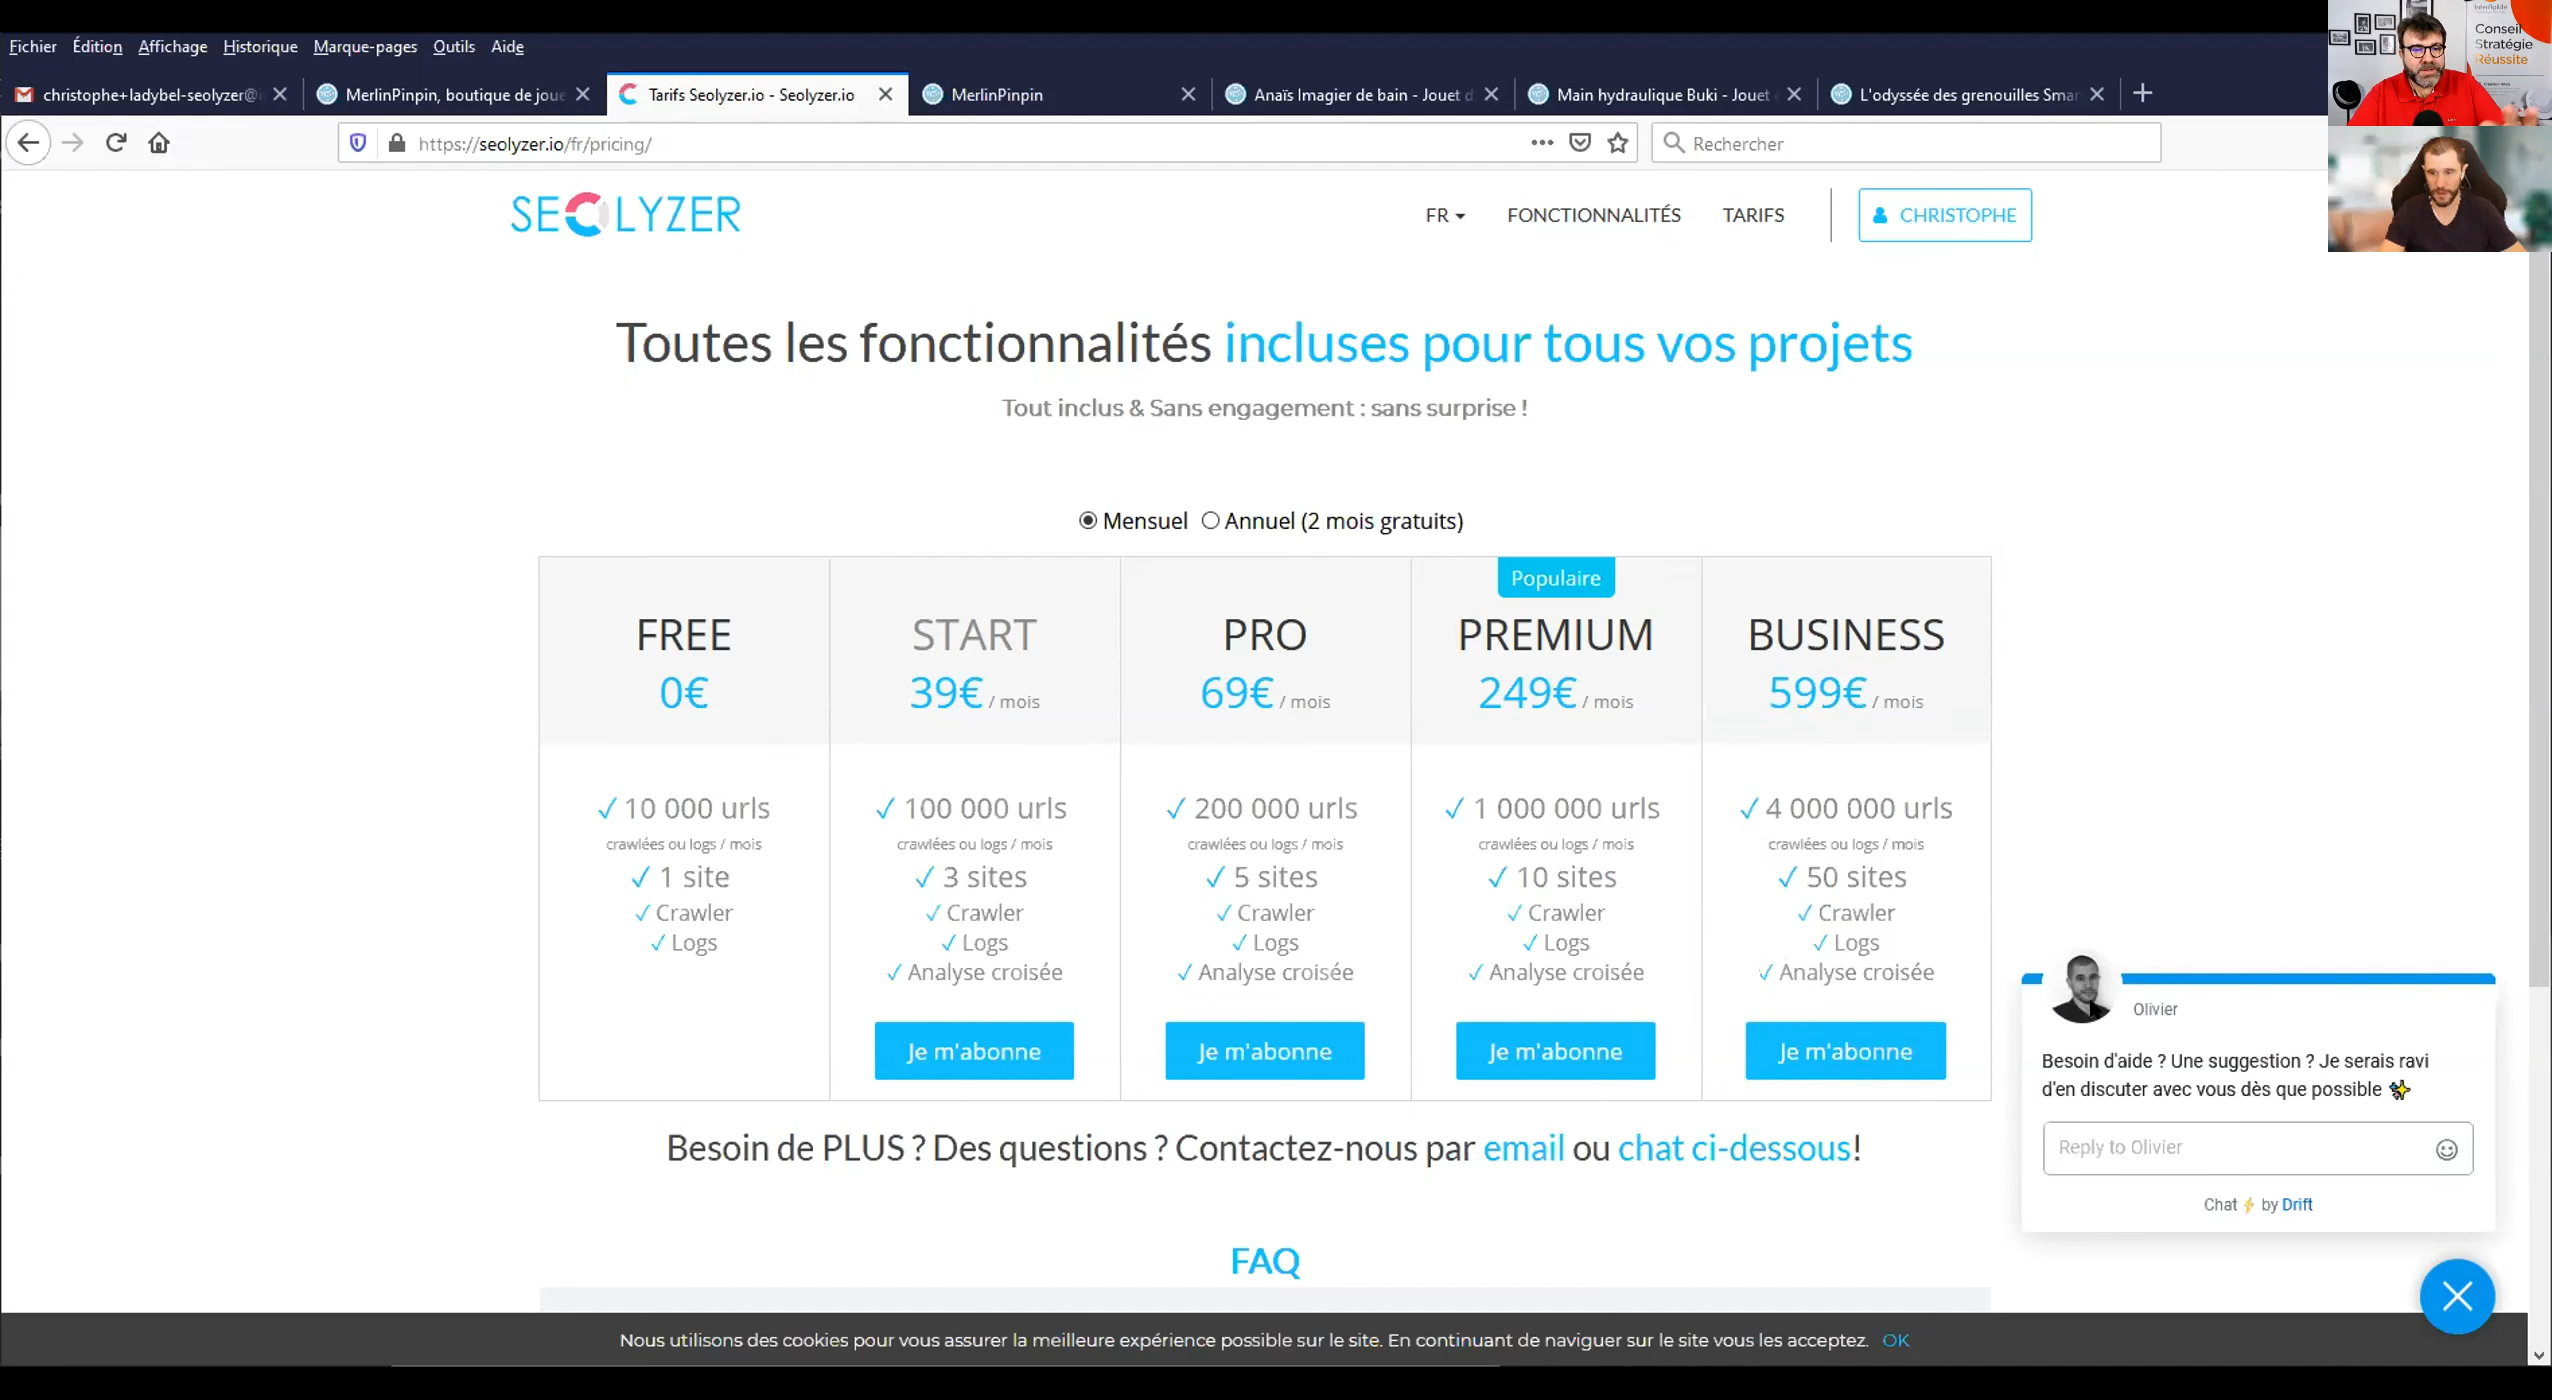 Fichier Édition Affichage Historique Marque-pages Outils Aide
christophe+ladybel-seolyzer@
MerlinPinpin, boutique de joue
Tarifs Seolyzer.io - Seolyzer.io
MerlinPinpin
Anaïs Imagier de bain - Jouet d
Main hydraulique Buki - Jouet
L'odyssée des grenouilles Smar
https://seolyzer.io/fr/pricing/
Rechercher
Conseil
Stratégie
Réussite
SEOLYZER
FR
FONCTIONNALITÉS
TARIFS
CHRISTOPHE
Toutes les fonctionnalités incluses pour tous vos projets
Tout inclus & Sans engagement : sans surprise !
Mensuel Annuel (2 mois gratuits)
FREE
0€
✓ 10 000 urls
crawlées ou logs / mois
✓ 1 site
✓ Crawler
✓ Logs
START
39€ / mois
✓ 100 000 urls
crawlées ou logs / mois
✓ 3 sites
✓ Crawler
✓ Logs
✓ Analyse croisée
Je m'abonne
PRO
69€ / mois
✓ 200 000 urls
crawlées ou logs / mois
✓ 5 sites
✓ Crawler
✓ Logs
✓ Analyse croisée
Je m'abonne
Populaire
PREMIUM
249€ / mois
✓ 1 000 000 urls
crawlées ou logs / mois
✓ 10 sites
✓ Crawler
✓ Logs
✓ Analyse croisée
Je m'abonne
BUSINESS
599€ / mois
✓ 4 000 000 urls
crawlées ou logs / mois
✓ 50 sites
✓ Crawler
✓ Logs
✓ Analyse croisée
Je m'abonne
Besoin de PLUS ? Des questions ? Contactez-nous par email ou chat ci-dessous!
FAQ
Olivier
Besoin d'aide ? Une suggestion ? Je serais ravi
d'en discuter avec vous dès que possible ✨
Reply to Olivier
Chat ⚡ by Drift
Nous utilisons des cookies pour vous assurer la meilleure expérience possible sur le site. En continuant de naviguer sur le site vous les acceptez. OK